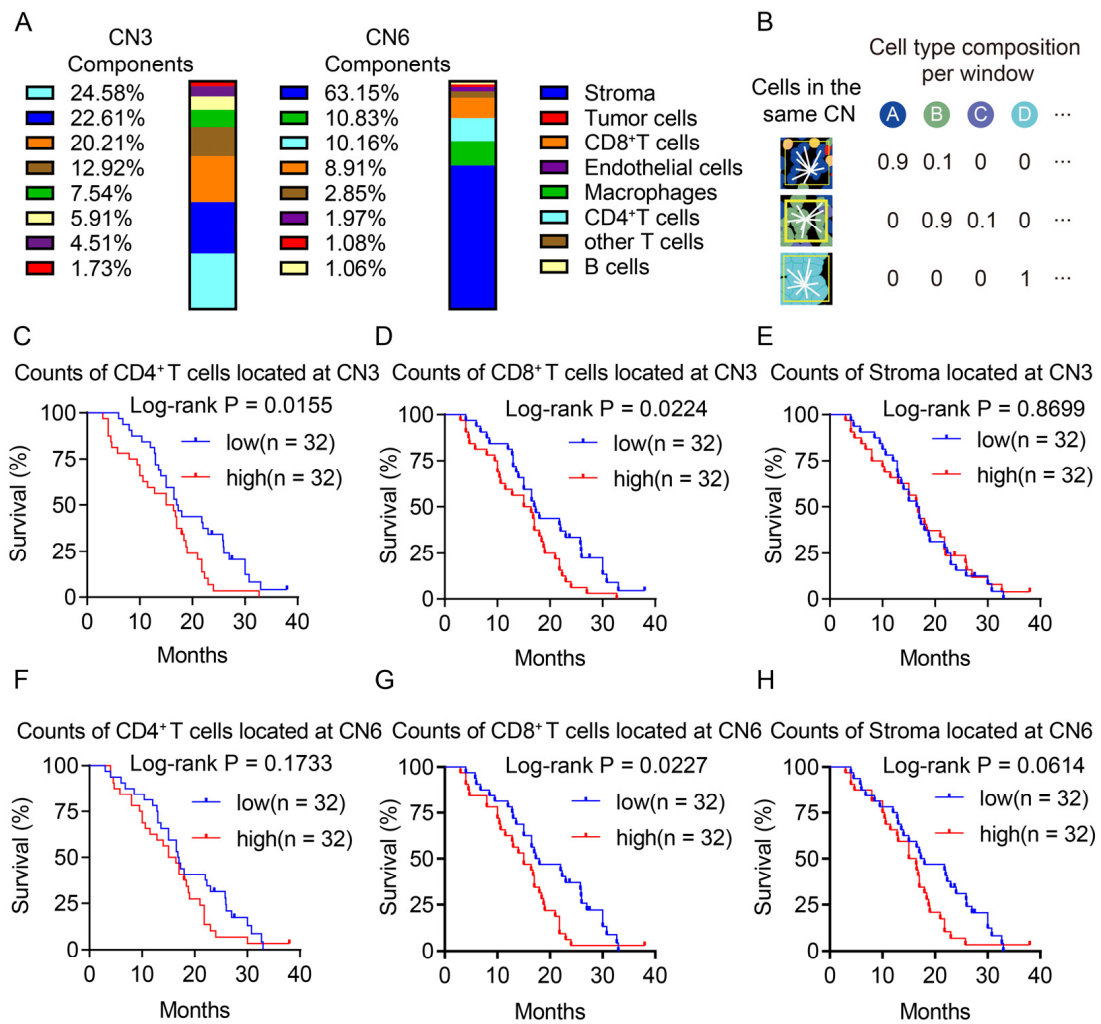 A
CN3
Components
24.58%
22.61%
20.21%
12.92%
7.54%
5.91%
4.51%
1.73%
CN6
Components
63.15%
10.83%
10.16%
8.91%
2.85%
1.97%
1.08%
1.06%
Stroma
Tumor cells
CD8⁺T cells
Endothelial cells
Macrophages
CD4⁺T cells
other T cells
B cells
B
Cell type composition
per window
Cells in the
same CN
A B C D ...
0.9 0.1 0 0 ...
0 0.9 0.1 0 ...
0 0 0 1 ...
C
Counts of CD4⁺T cells located at CN3
Log-rank P = 0.0155
low(n = 32)
high(n = 32)
Survival (%)
100
75
50
25
0
0 10 20 30 40
Months
D
Counts of CD8⁺T cells located at CN3
Log-rank P = 0.0224
low(n = 32)
high(n = 32)
Survival (%)
100
75
50
25
0
0 10 20 30 40
Months
E
Counts of Stroma located at CN3
Log-rank P = 0.8699
low(n = 32)
high(n = 32)
Survival (%)
100
75
50
25
0
0 10 20 30 40
Months
F
Counts of CD4⁺T cells located at CN6
Log-rank P = 0.1733
low(n = 32)
high(n = 32)
Survival (%)
100
75
50
25
0
0 10 20 30 40
Months
G
Counts of CD8⁺T cells located at CN6
Log-rank P = 0.0227
low(n = 32)
high(n = 32)
Survival (%)
100
75
50
25
0
0 10 20 30 40
Months
H
Counts of Stroma located at CN6
Log-rank P = 0.0614
low(n = 32)
high(n = 32)
Survival (%)
100
75
50
25
0
0 10 20 30 40
Months